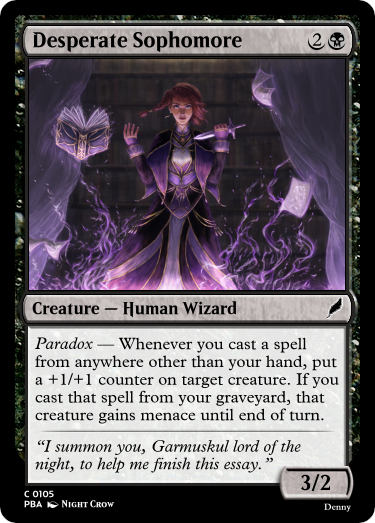 Desperate Sophomore 2
Creature — Human Wizard
Paradox — Whenever you cast a spell
from anywhere other than your hand, put
a +1/+1 counter on target creature. If you
cast that spell from your graveyard, that
creature gains menace until end of turn.
“I summon you, Garmuskul lord of the
night, to help me finish this essay.”
3/2
C 0105
PBA Night Crow
Denny